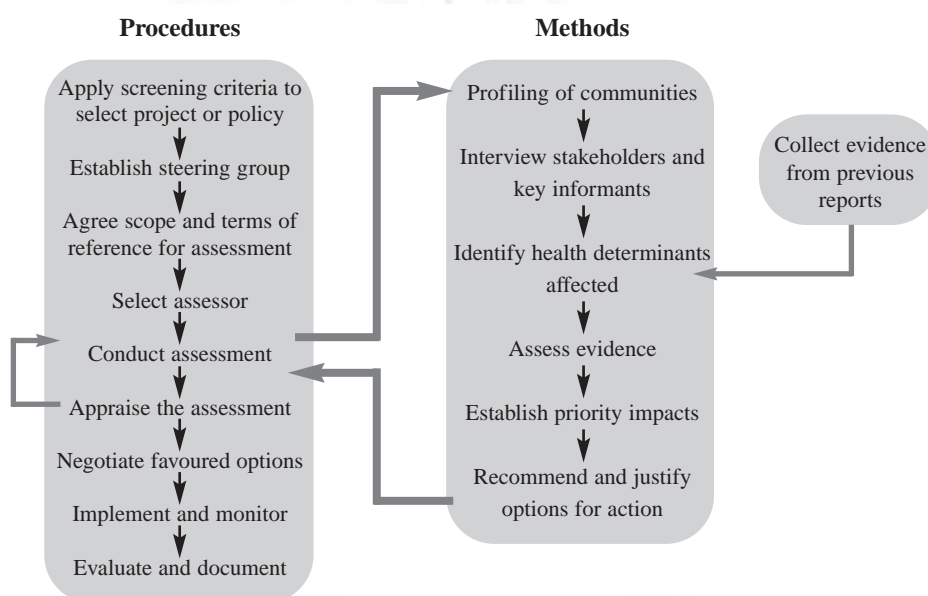 Procedures
Apply screening criteria to
select project or policy
Establish steering group
Agree scope and terms of
reference for assessment
Select assessor
Conduct assessment
Appraise the assessment
Negotiate favoured options
Implement and monitor
Evaluate and document
Methods
Profiling of communities
Interview stakeholders and
key informants
Identify health determinants
affected
Assess evidence
Establish priority impacts
Recommend and justify
options for action
Collect evidence
from previous
reports